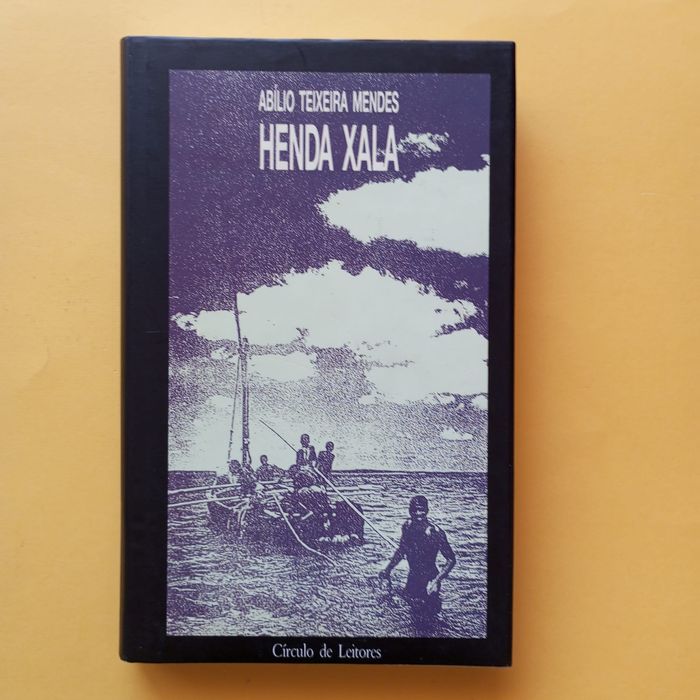 ABÍLIO TEIXEIRA MENDES
HENDA XALA
Círculo de Leitores